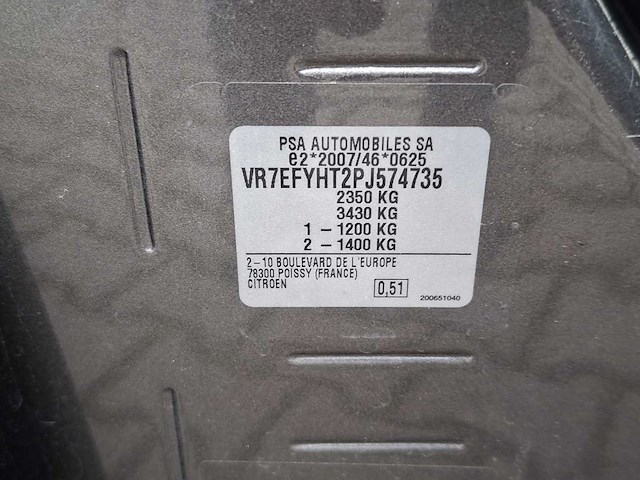 PSA AUTOMOBILES SA
e2*2007/46*0625
VR7EFYHT2PJ574735
2350 KG
3430 KG
1 – 1200 KG
2 – 1400 KG
2–10 BOULEVARD DE L'EUROPE
78300 POISSY (FRANCE)
CITROEN
0,51
200651040